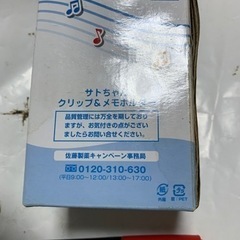 サトちゃん
クリップ&メモホルダー
品質管理には万全を期しており
ますが、お気付きの点がござい
ましたらお問い合せください。
佐藤製薬キャンペーン事務局
0120-310-630
(平日9:00~12:00/13:00~17:00)